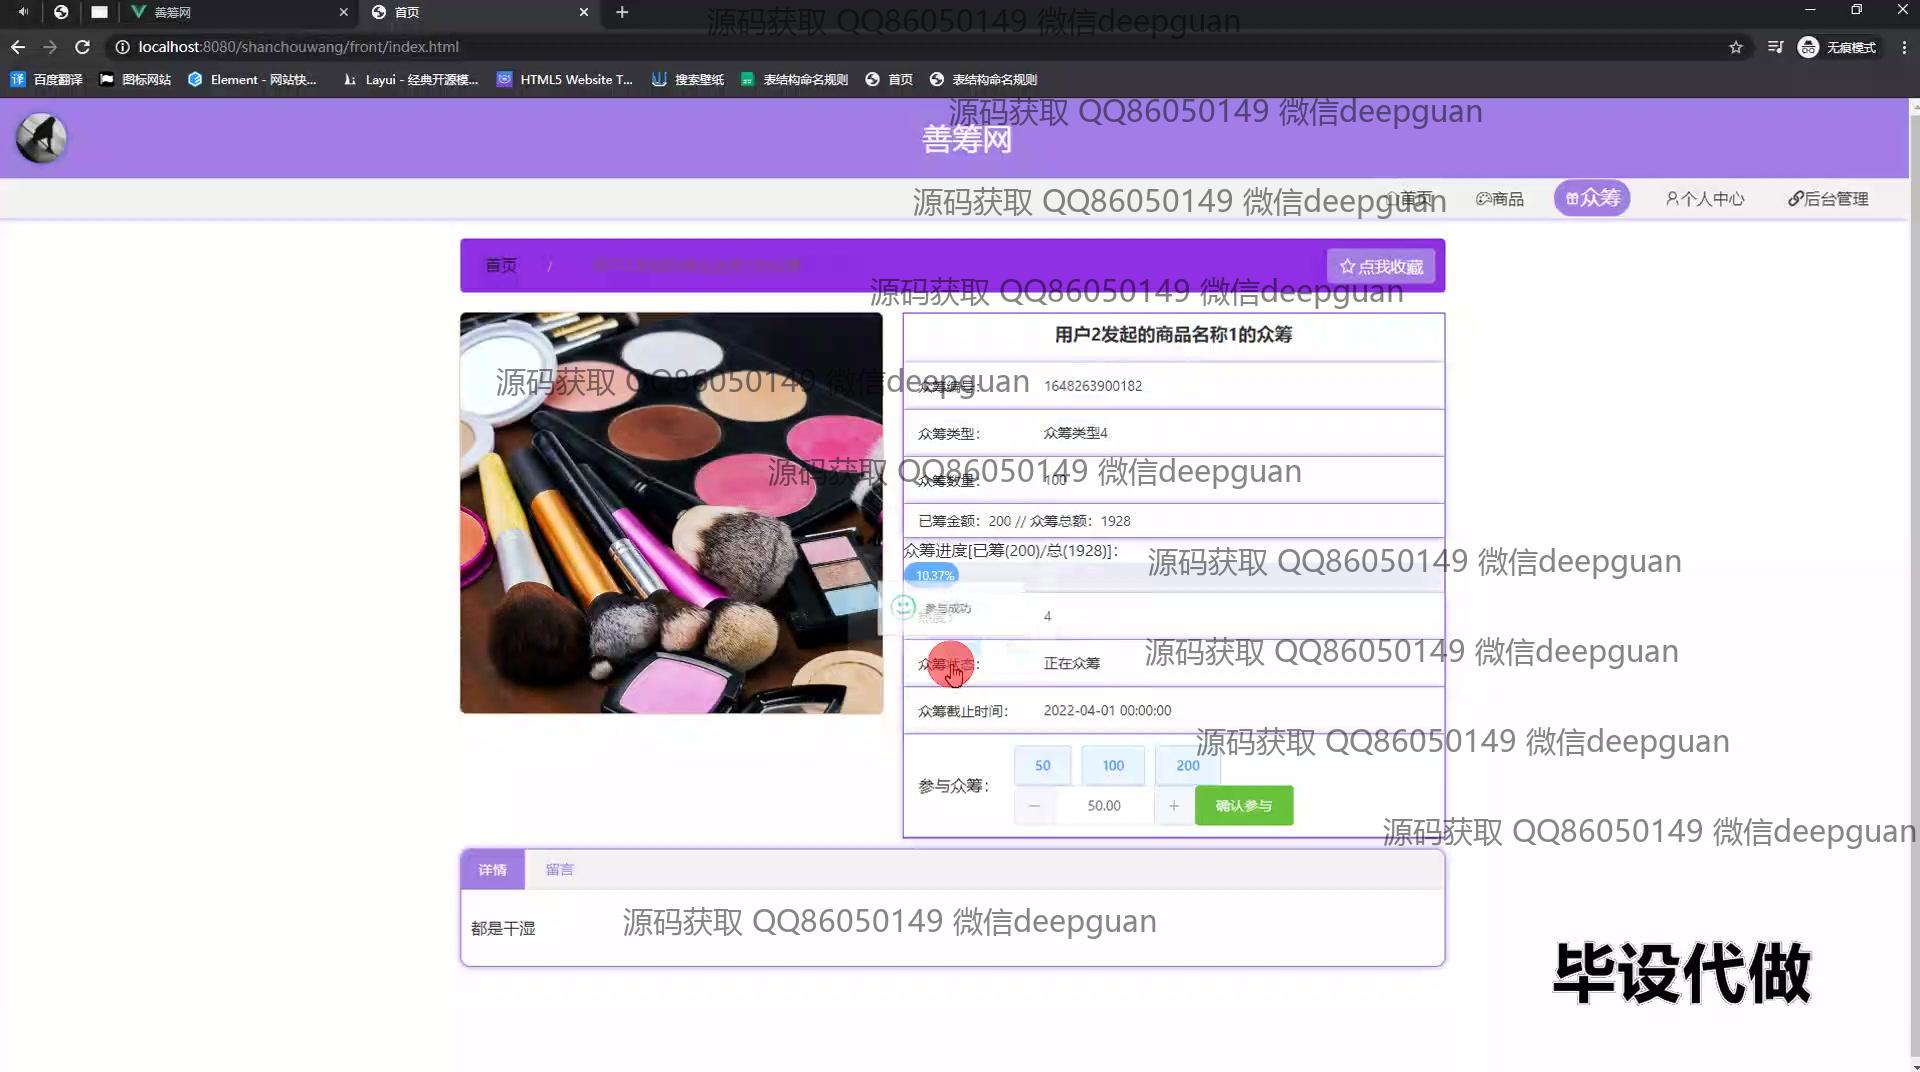 善筹网
首页
源码获取 QQ86050149 微信deepguan
localhost:8080/shanchouwang/front/index.html
无痕模式
百度翻译
图标网站
Element - 网站快...
Layui - 经典开源模...
HTML5 Website T...
搜索壁纸
表结构命名规则
首页
表结构命名规则
源码获取 QQ86050149 微信deepguan
善筹网
源码获取 QQ86050149 微信deepguan
首页
商品
众筹
个人中心
后台管理
首页 /
点我收藏
源码获取 QQ86050149 微信deepguan
用户2发起的商品名称1的众筹
源码获取 QQ86050149 微信deepguan
众筹编号: 1648263900182
众筹类型: 众筹类型4
源码获取 QQ86050149 微信deepguan
众筹数量: 100
已筹金额: 200 // 众筹总额: 1928
众筹进度[已筹(200)/总(1928)]:
源码获取 QQ86050149 微信deepguan
10.37%
参与成功
热度: 4
源码获取 QQ86050149 微信deepguan
众筹状态: 正在众筹
众筹截止时间: 2022-04-01 00:00:00
源码获取 QQ86050149 微信deepguan
50 100 200
参与众筹:
50.00
确认参与
源码获取 QQ86050149 微信deepguan
详情 留言
都是干湿
源码获取 QQ86050149 微信deepguan
毕设代做